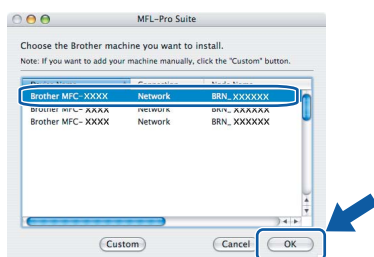 MFL-Pro Suite
Choose the Brother machine you want to install.
Note: If you want to add your machine manually, click the "Custom" button.
Brother MFC-XXXX Network BRN_XXXXXX
Brother MFC-XXXX Network BRN_XXXXXX
Brother MFC-XXXX Network BRN_XXXXXX
Custom Cancel OK